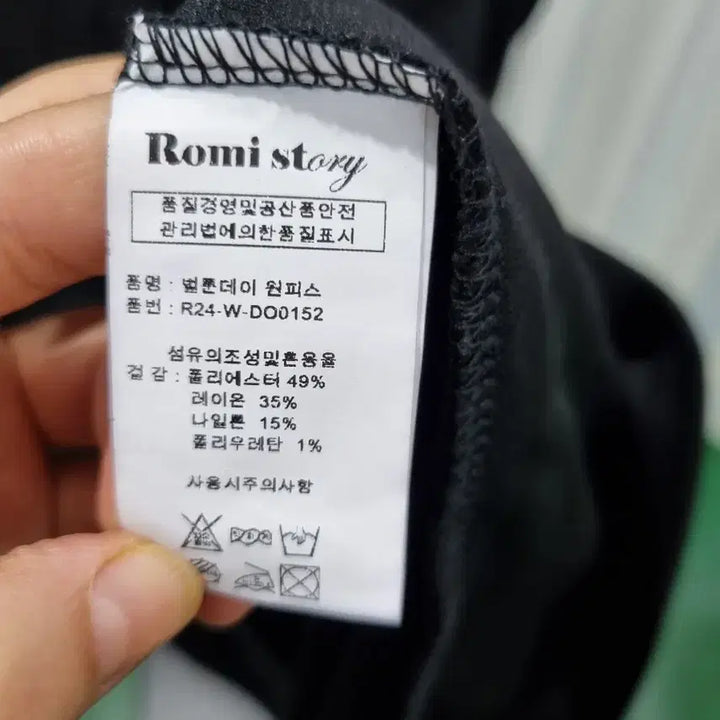 Romi story
품질경영및공산품안전
관리법에의한품질표시
품명 : 벌룬데이 원피스
품번 : R24-W-DO0152
섬유의조성및혼용율
겉 감 : 폴리에스터 49%
레이온 35%
나일론 15%
폴리우레탄 1%
사용시주의사항